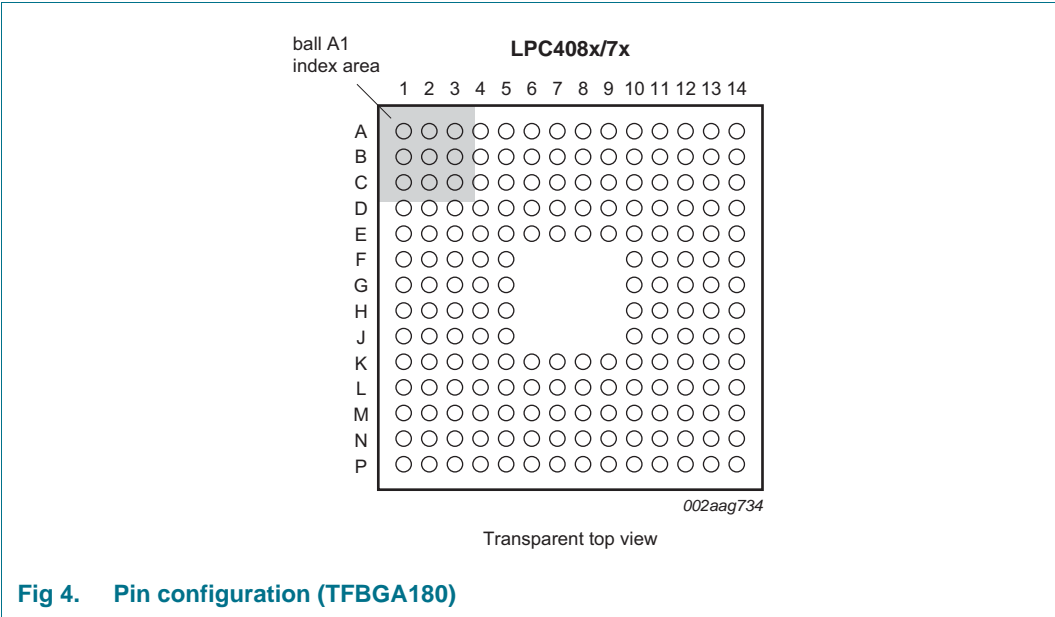 ball A1
index area
LPC408x/7x
1 2 3 4 5 6 7 8 9 10 11 12 13 14
A
B
C
D
E
F
G
H
J
K
L
M
N
P
002aag734
Transparent top view
Fig 4. Pin configuration (TFBGA180)